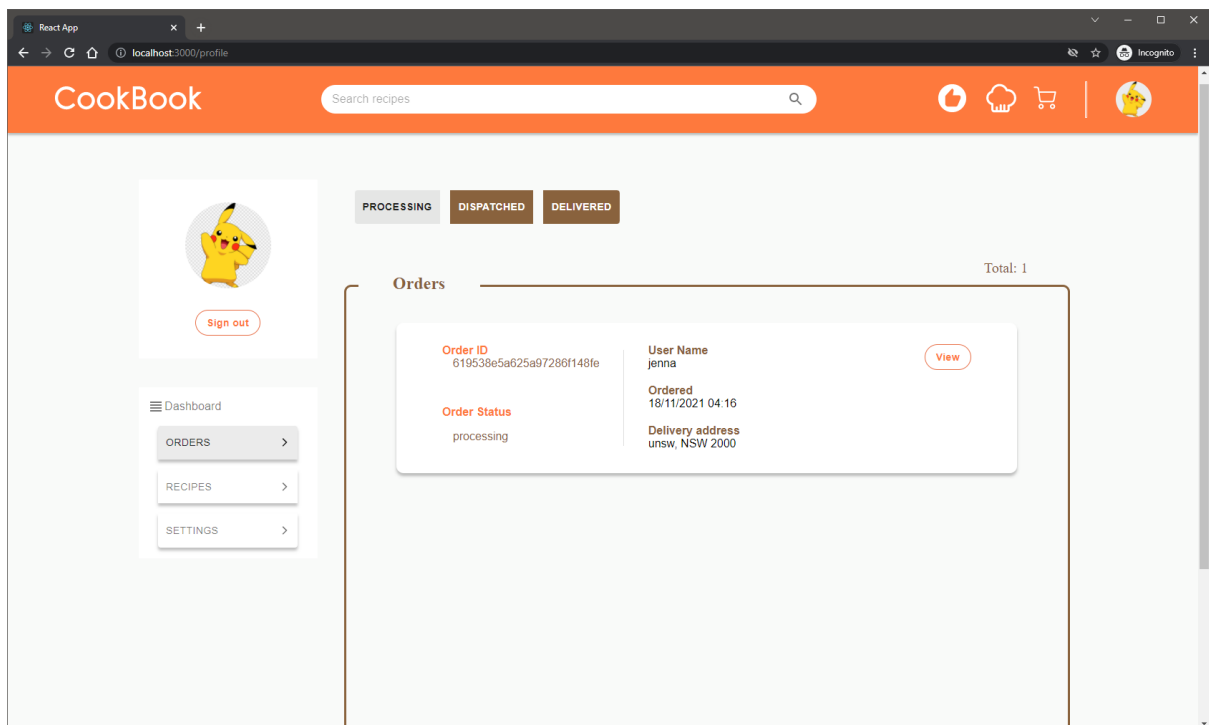 React App
localhost:3000/profile
Incognito
CookBook
Search recipes
PROCESSING
DISPATCHED
DELIVERED
Total: 1
Orders
Sign out
Order ID
619538e5a625a97286f148fe
Order Status
processing
User Name
jenna
Ordered
18/11/2021 04:16
Delivery address
unsw, NSW 2000
View
Dashboard
ORDERS
RECIPES
SETTINGS